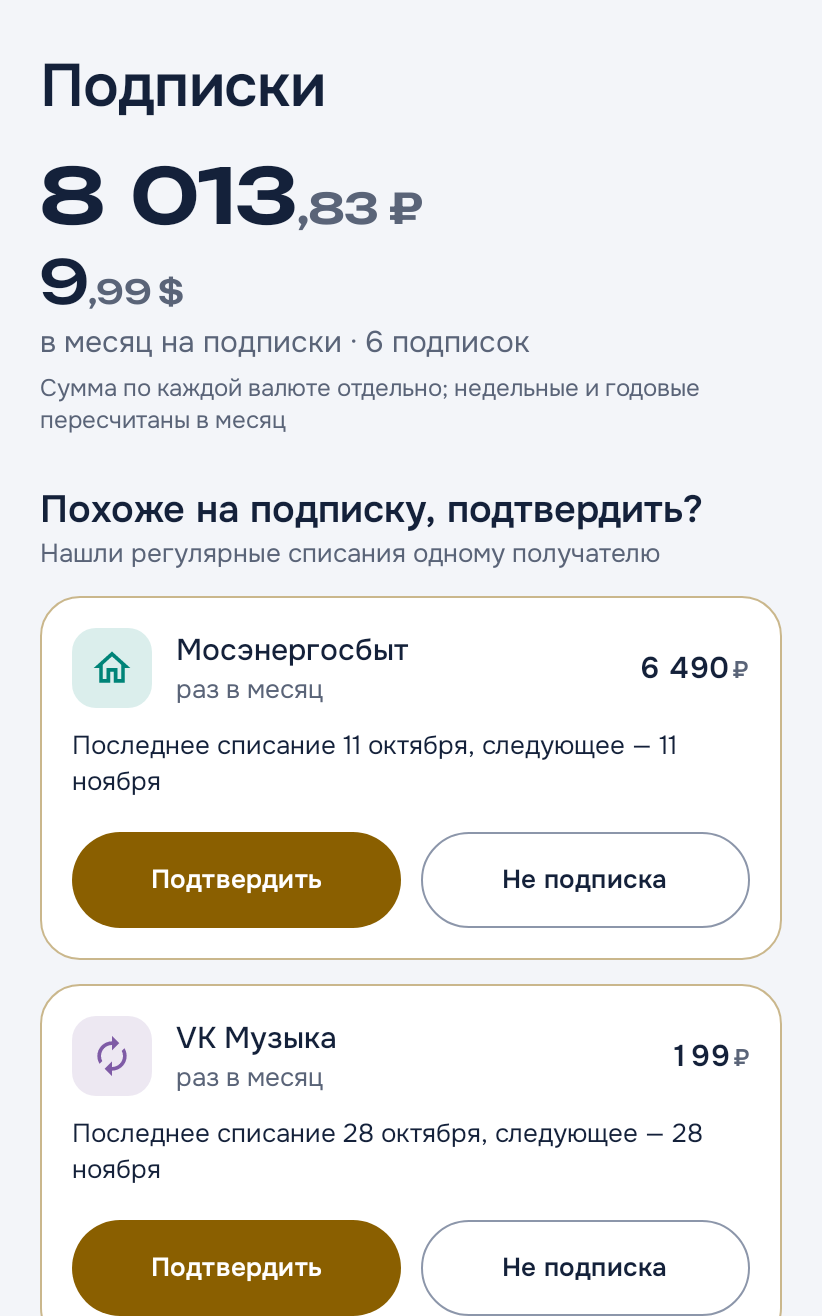 Подписки
8 013,83 ₽
9,99 $
в месяц на подписки · 6 подписок
Сумма по каждой валюте отдельно; недельные и годовые
пересчитаны в месяц
Похоже на подписку, подтвердить?
Нашли регулярные списания одному получателю
Мосэнергосбыт
раз в месяц
6 490 ₽
Последнее списание 11 октября, следующее — 11
ноября
Подтвердить
Не подписка
VK Музыка
раз в месяц
199 ₽
Последнее списание 28 октября, следующее — 28
ноября
Подтвердить
Не подписка